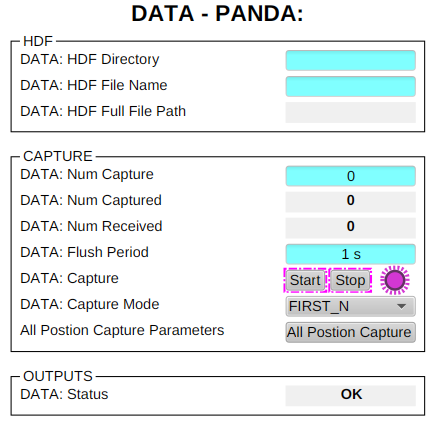 DATA - PANDA:
HDF
DATA: HDF Directory
DATA: HDF File Name
DATA: HDF Full File Path
CAPTURE
DATA: Num Capture 0
DATA: Num Captured 0
DATA: Num Received 0
DATA: Flush Period 1 s
DATA: Capture Start Stop
DATA: Capture Mode FIRST_N
All Postion Capture Parameters All Postion Capture
OUTPUTS
DATA: Status OK